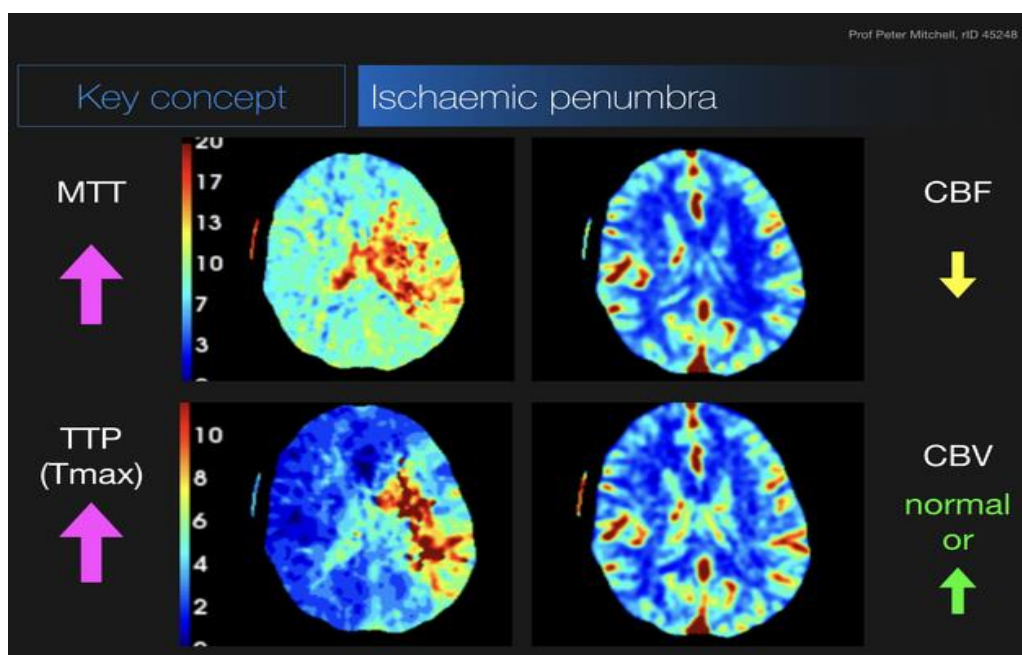 Prof Peter Mitchell, rID 45248
Key concept
Ischaemic penumbra
MTT
20
17
13
10
7
3
CBF
TTP
(Tmax)
10
8
6
4
2
CBV
normal
or